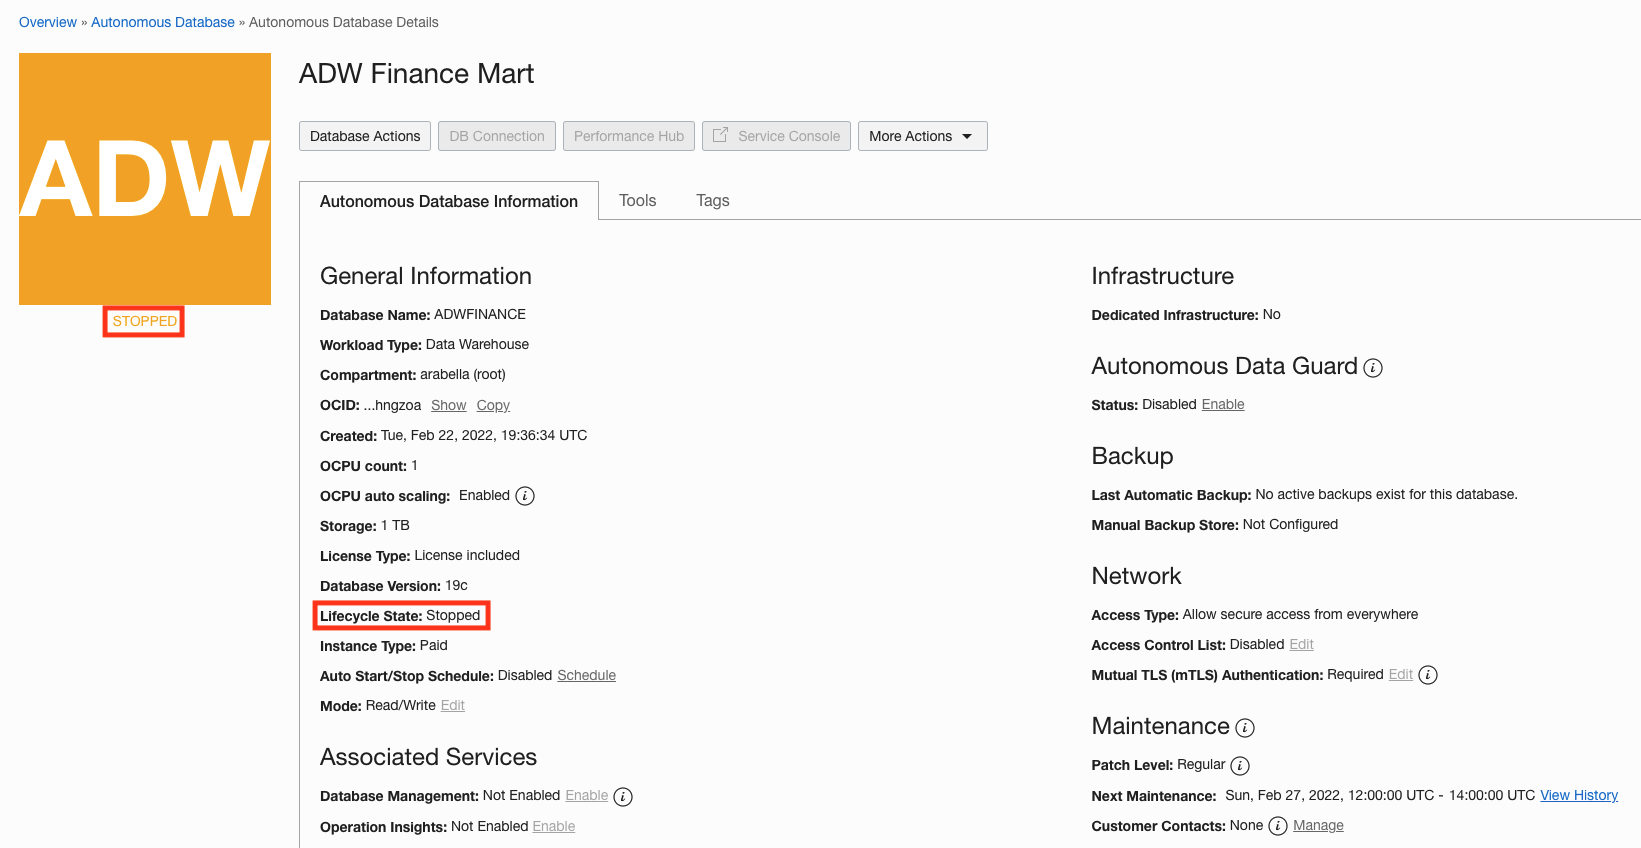 Overview » Autonomous Database » Autonomous Database Details
ADW
STOPPED
ADW Finance Mart
Database Actions DB Connection Performance Hub Service Console More Actions
Autonomous Database Information Tools Tags
General Information
Database Name: ADWFINANCE
Workload Type: Data Warehouse
Compartment: arabella (root)
OCID: ...hngzoa Show Copy
Created: Tue, Feb 22, 2022, 19:36:34 UTC
OCPU count: 1
OCPU auto scaling: Enabled i
Storage: 1 TB
License Type: License included
Database Version: 19c
Lifecycle State: Stopped
Instance Type: Paid
Auto Start/Stop Schedule: Disabled Schedule
Mode: Read/Write Edit
Associated Services
Database Management: Not Enabled Enable i
Operation Insights: Not Enabled Enable
Infrastructure
Dedicated Infrastructure: No
Autonomous Data Guard i
Status: Disabled Enable
Backup
Last Automatic Backup: No active backups exist for this database.
Manual Backup Store: Not Configured
Network
Access Type: Allow secure access from everywhere
Access Control List: Disabled Edit
Mutual TLS (mTLS) Authentication: Required Edit i
Maintenance i
Patch Level: Regular i
Next Maintenance: Sun, Feb 27, 2022, 12:00:00 UTC - 14:00:00 UTC View History
Customer Contacts: None i Manage